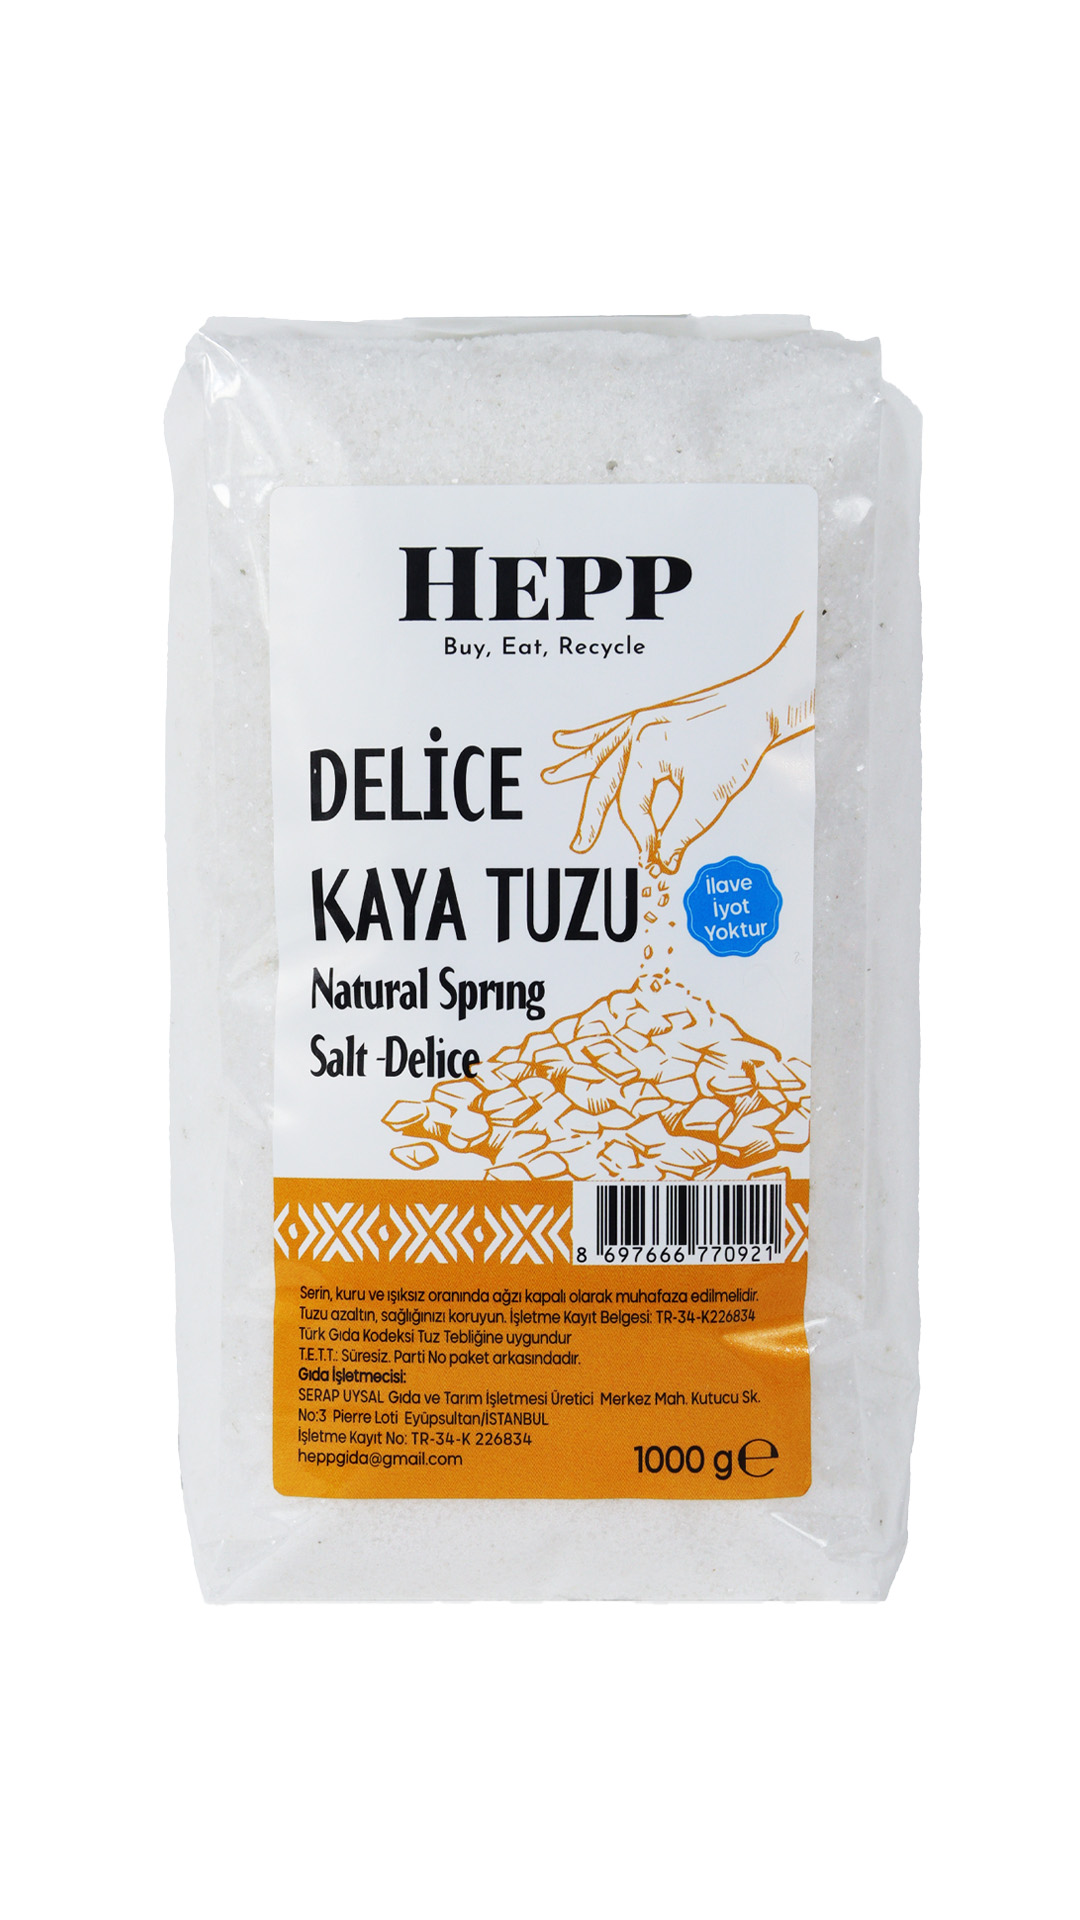 HEPP
Buy, Eat, Recycle
DELİCE
KAYA TUZU
İlave
İyot
Yoktur
Natural Sprıng
Salt -Delice
8 697666 770921
Serin, kuru ve ışıksız oranında ağzı kapalı olarak muhafaza edilmelidir.
Tuzu azaltın, sağlığınızı koruyun. İşletme Kayıt Belgesi: TR-34-K226834
Türk Gıda Kodeksi Tuz Tebliğine uygundur
T.E.T.T.: Süresiz. Parti No paket arkasındadır.
Gıda İşletmecisi:
SERAP UYSAL Gıda ve Tarım İşletmesi Üretici Merkez Mah. Kutucu Sk.
No:3 Pierre Loti Eyüpsultan/İSTANBUL
İşletme Kayıt No: TR-34-K 226834
heppgida@gmail.com
1000 g℮